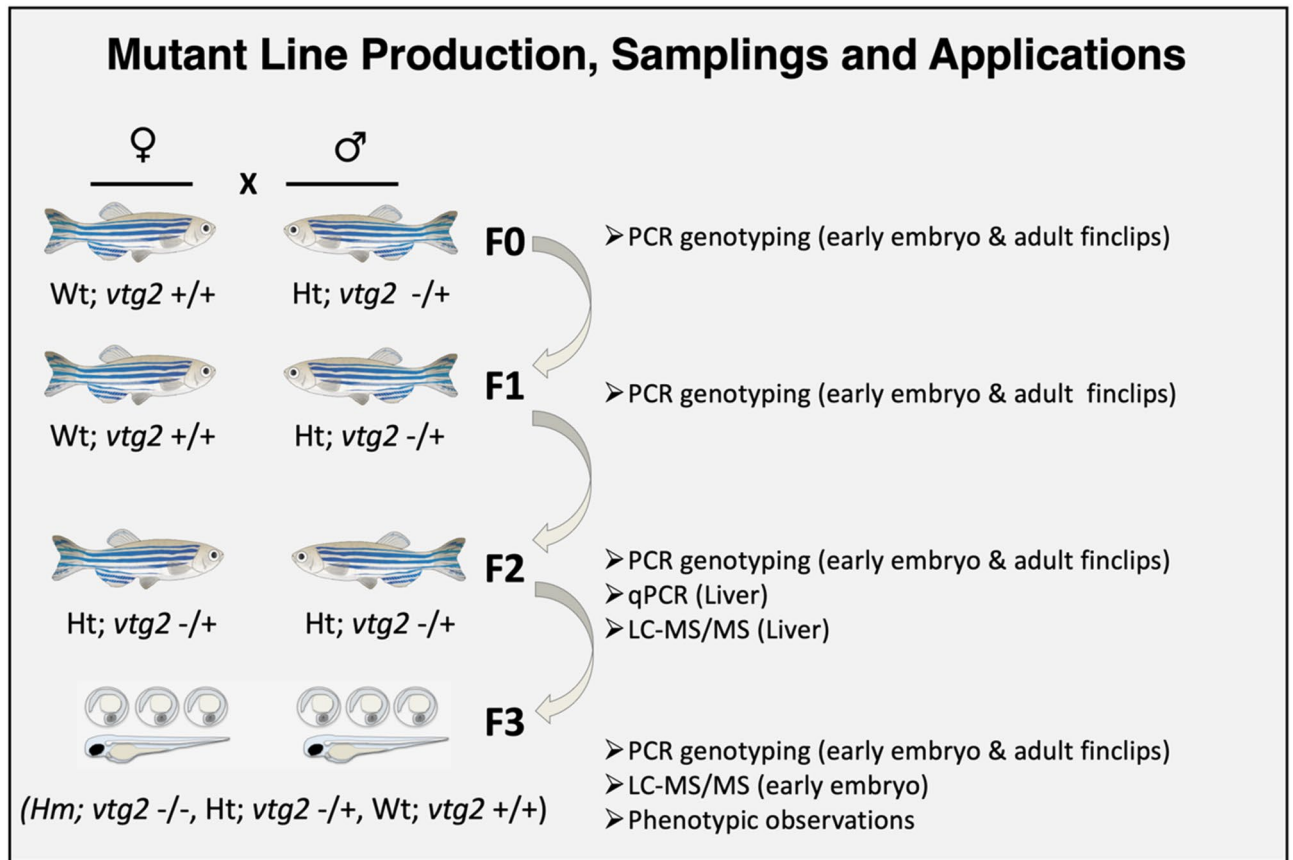 Mutant Line Production, Samplings and Applications
♀ x ♂
F0
➢PCR genotyping (early embryo & adult finclips)
Wt; vtg2 +/+
Ht; vtg2 -/+
F1
➢PCR genotyping (early embryo & adult finclips)
Wt; vtg2 +/+
Ht; vtg2 -/+
F2
➢PCR genotyping (early embryo & adult finclips)
➢qPCR (Liver)
➢LC-MS/MS (Liver)
Ht; vtg2 -/+
Ht; vtg2 -/+
F3
➢PCR genotyping (early embryo & adult finclips)
➢LC-MS/MS (early embryo)
➢Phenotypic observations
(Hm; vtg2 -/-, Ht; vtg2 -/+, Wt; vtg2 +/+)